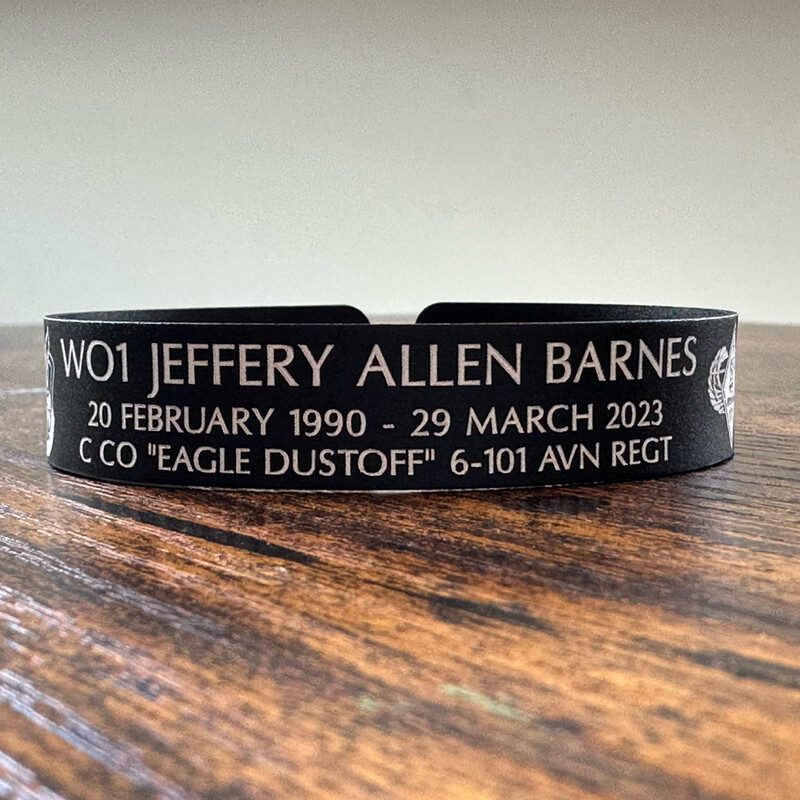 WO1 JEFFERY ALLEN BARNES
20 FEBRUARY 1990 - 29 MARCH 2023
C CO "EAGLE DUSTOFF" 6-101 AVN REGT